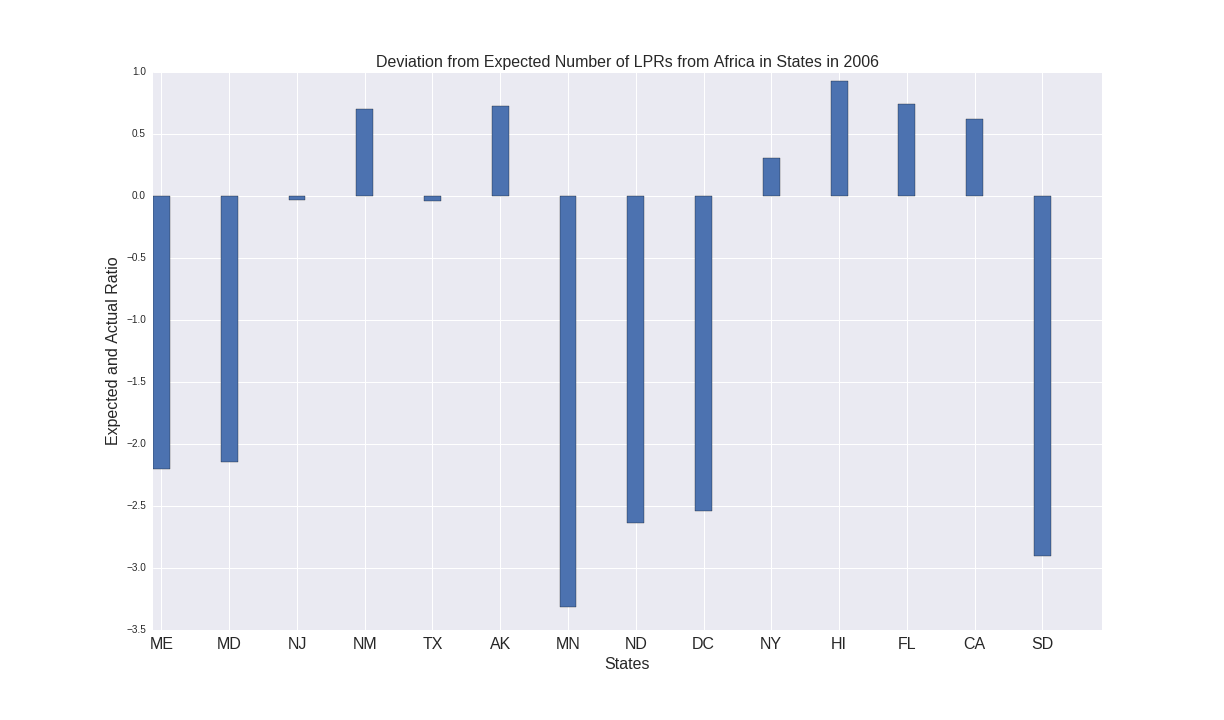 Deviation from Expected Number of LPRs from Africa in States in 2006
1.0
0.5
0.0
−0.5
−1.0
−1.5
−2.0
−2.5
−3.0
−3.5
Expected and Actual Ratio
ME MD NJ NM TX AK MN ND DC NY HI FL CA SD
States